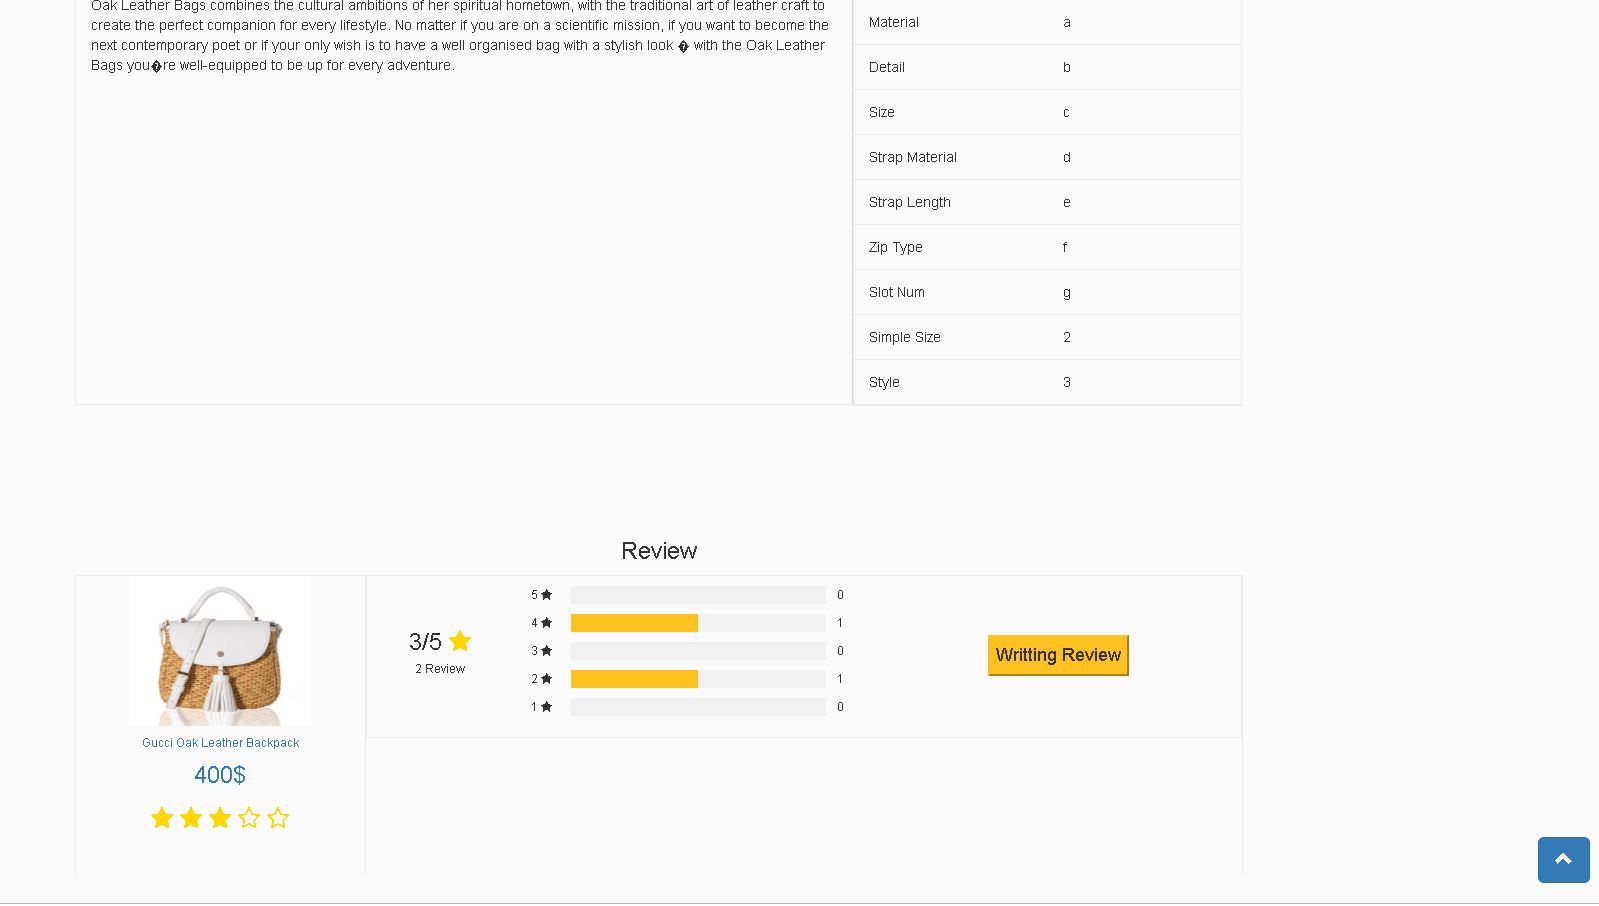 Oak Leather Bags combines the cultural ambitions of her spiritual hometown, with the traditional art of leather craft to
create the perfect companion for every lifestyle. No matter if you are on a scientific mission, if you want to become the
next contemporary poet or if your only wish is to have a well organised bag with a stylish look � with the Oak Leather
Bags you�re well-equipped to be up for every adventure.
Material a
Detail b
Size c
Strap Material d
Strap Length e
Zip Type f
Slot Num g
Simple Size 2
Style 3
Review
Gucci Oak Leather Backpack
400$
3/5
2 Review
5 0
4 1
3 0
2 1
1 0
Writting Review